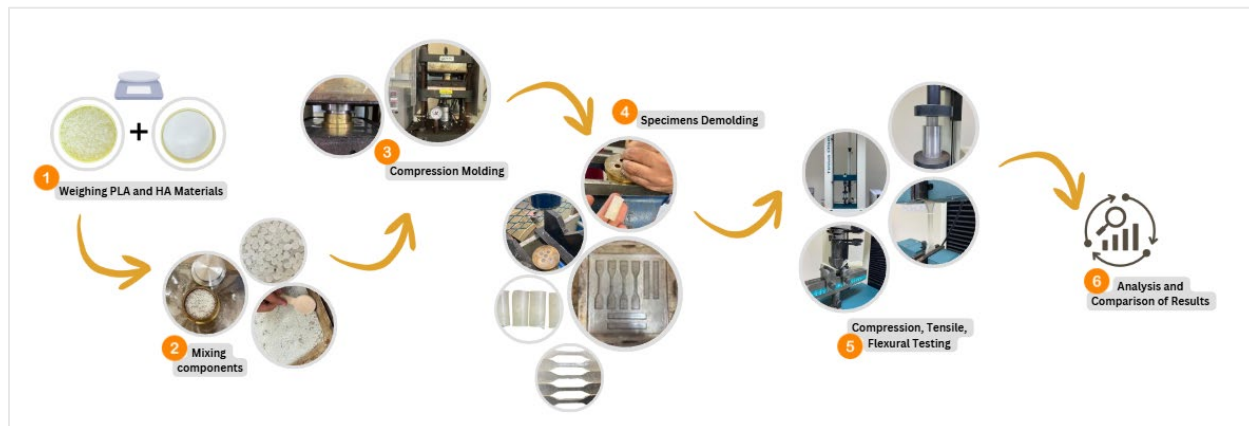 1
Weighing PLA and HA Materials
2
Mixing
components
3
Compression Molding
4
Specimens Demolding
5
Compression, Tensile,
Flexural Testing
6
Analysis and
Comparison of Results